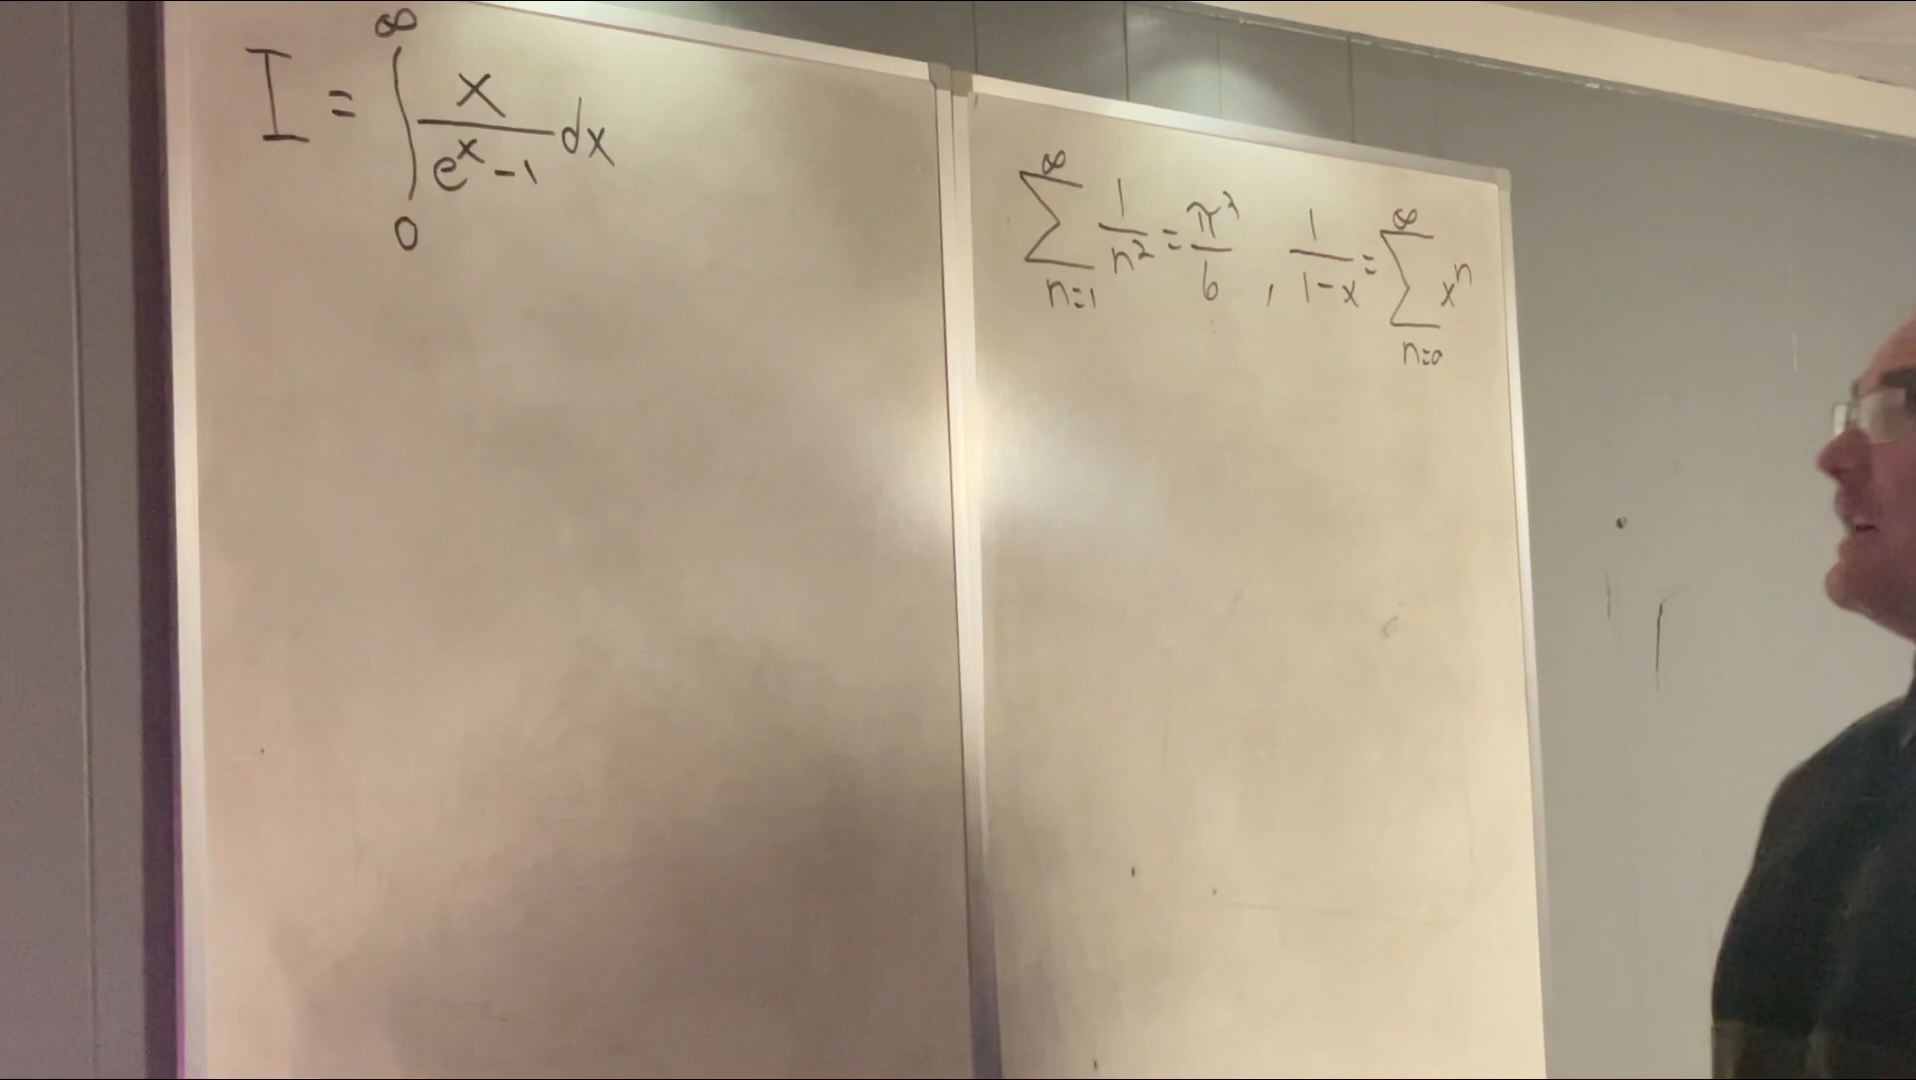 I = ∫₀^∞ x/(eˣ-1) dx
∑_{n=1}^∞ 1/n² = π²/6 , 1/(1-x) = ∑_{n=0}^∞ xⁿ